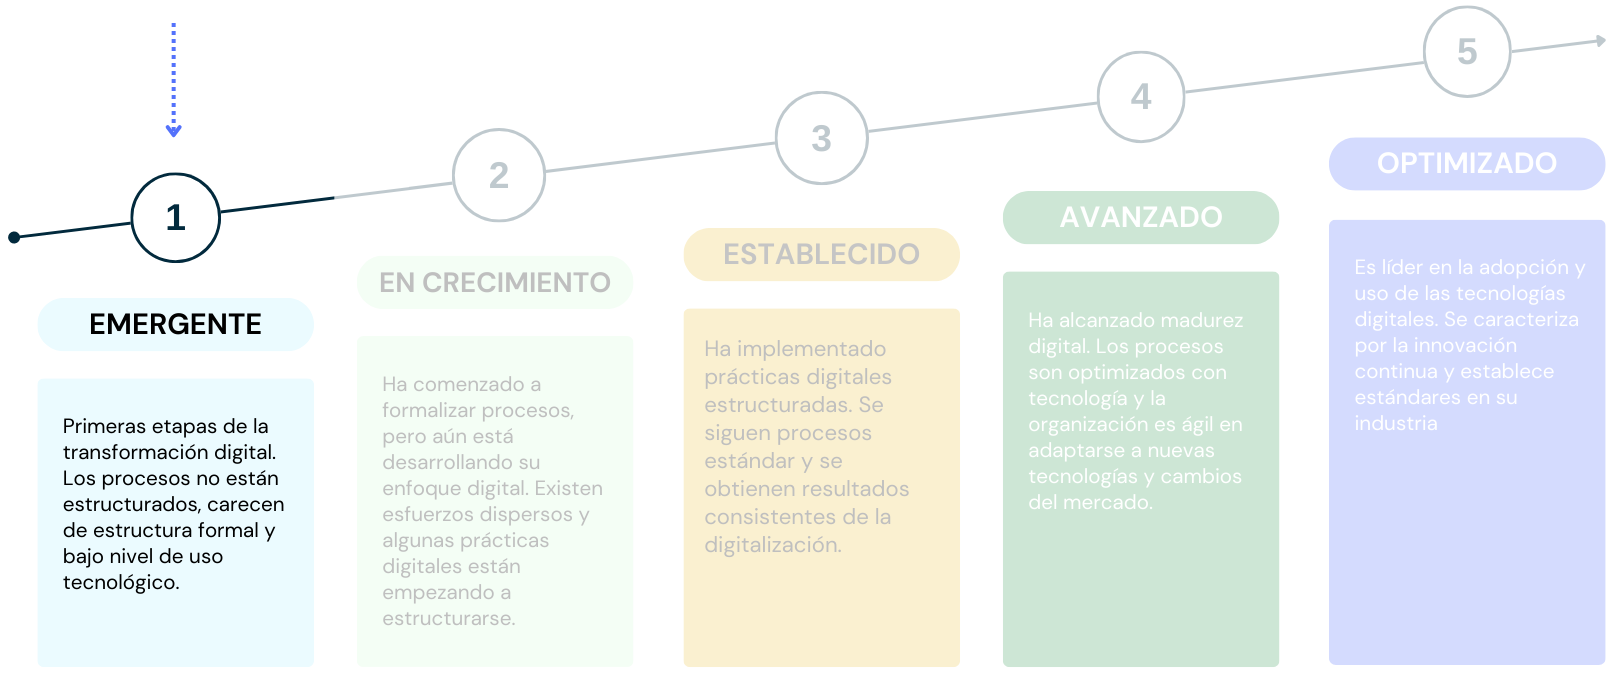 1
EMERGENTE
Primeras etapas de la
transformación digital.
Los procesos no están
estructurados, carecen
de estructura formal y
bajo nivel de uso
tecnológico.
2
EN CRECIMIENTO
Ha comenzado a
formalizar procesos,
pero aún está
desarrollando su
enfoque digital. Existen
esfuerzos dispersos y
algunas prácticas
digitales están
empezando a
estructurarse.
3
ESTABLECIDO
Ha implementado
prácticas digitales
estructuradas. Se
siguen procesos
estándar y se
obtienen resultados
consistentes de la
digitalización.
4
AVANZADO
Ha alcanzado madurez
digital. Los procesos
son optimizados con
tecnología y la
organización es ágil en
adaptarse a nuevas
tecnologías y cambios
del mercado.
5
OPTIMIZADO
Es líder en la adopción y
uso de las tecnologías
digitales. Se caracteriza
por la innovación
continua y establece
estándares en su
industria